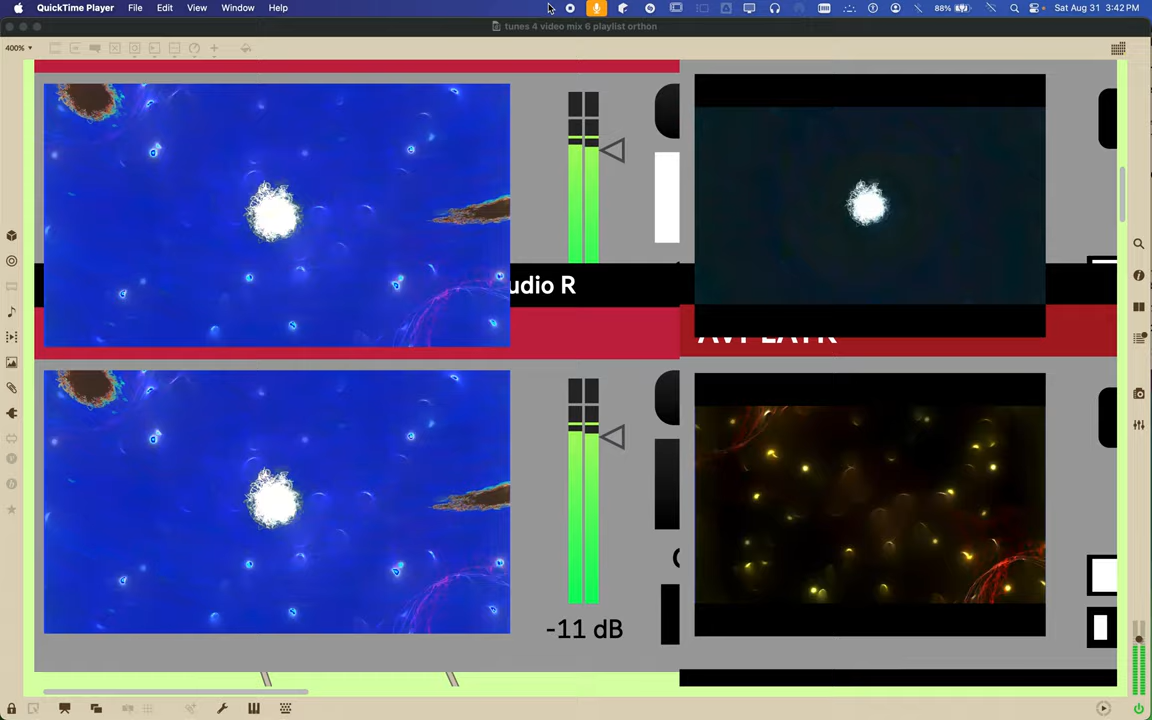 QuickTime Player File Edit View Window Help 88% Sat Aug 31 3:42 PM
tunes 4 video mix 6 playlist orthon
400%
udio R
-11 dB